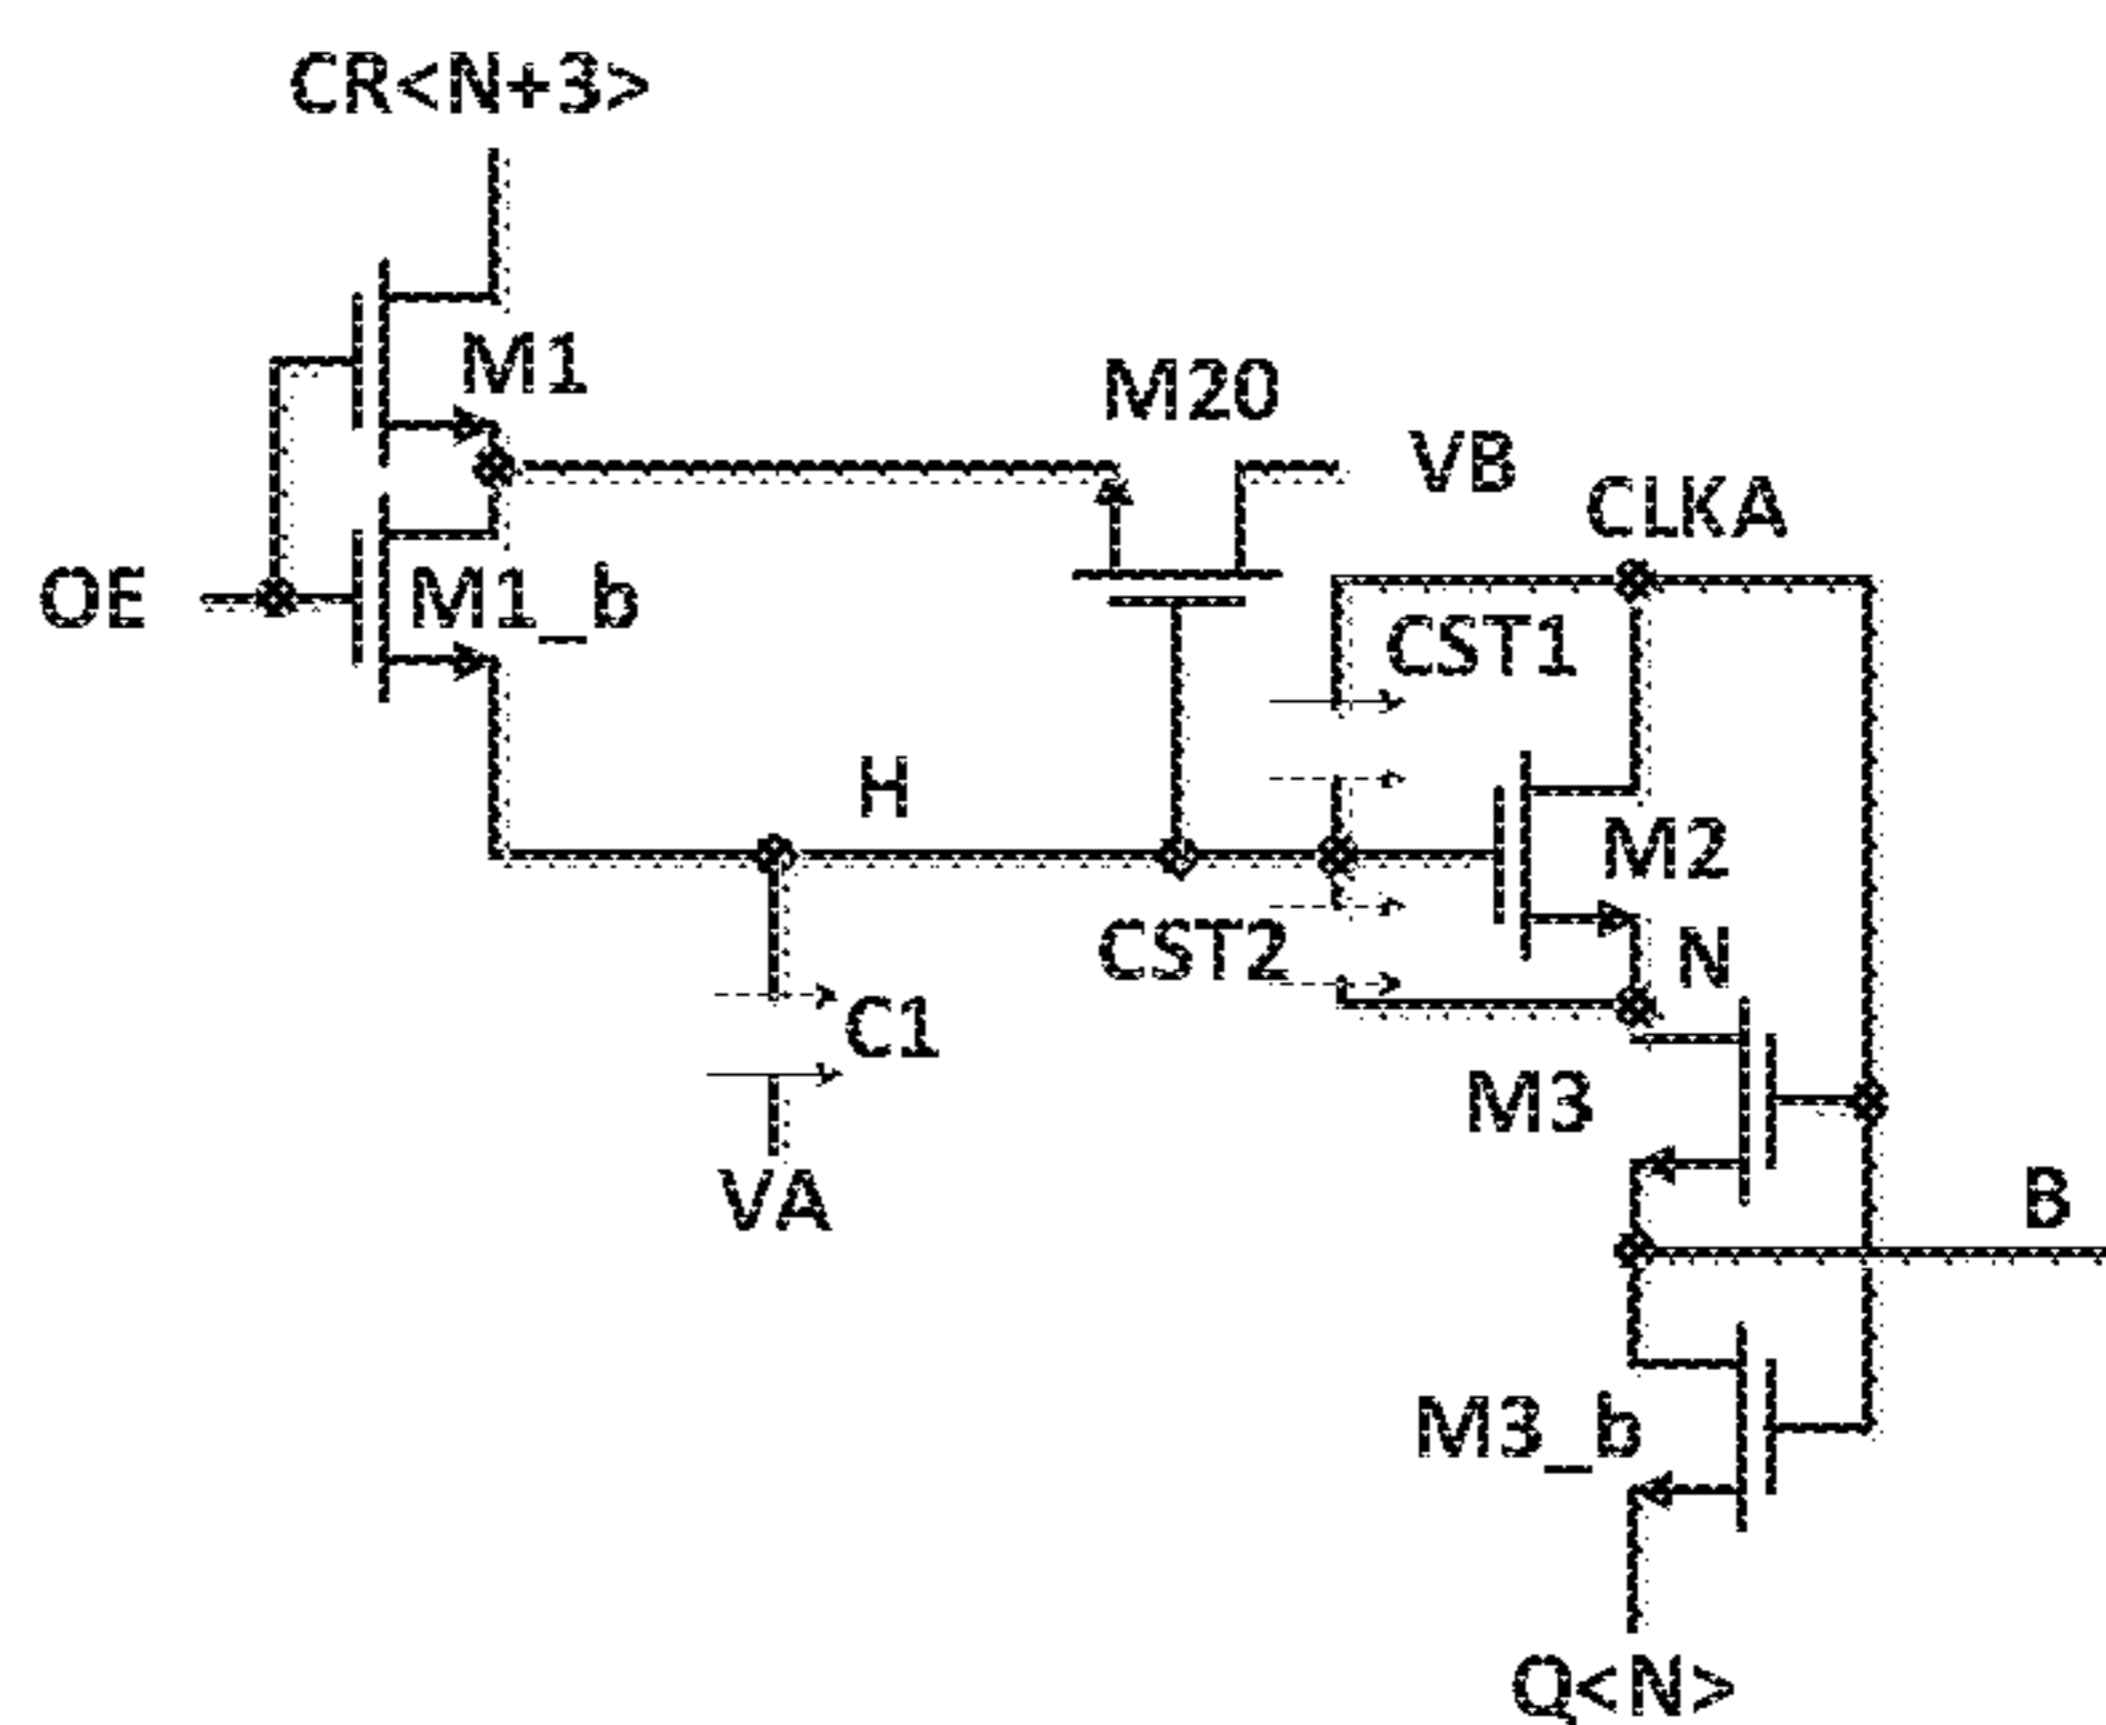 CR<N+3>
M1
M20
VB
CLKA
OE
M1_b
CST1
H
M2
CST2
N
C1
M3
VA
B
M3_b
Q<N>